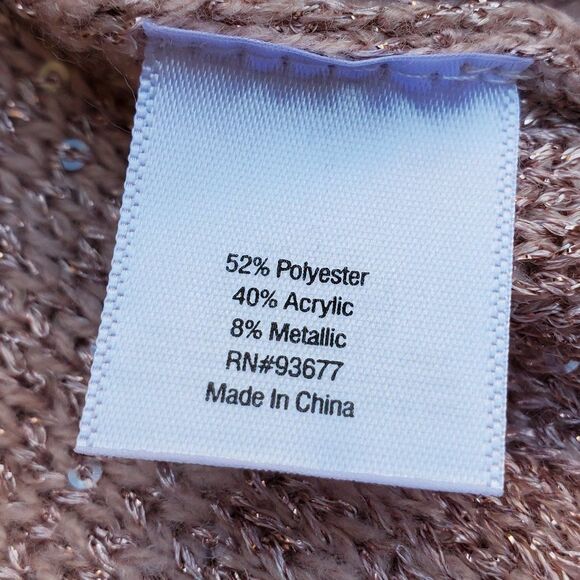 52% Polyester
40% Acrylic
8% Metallic
RN#93677
Made In China